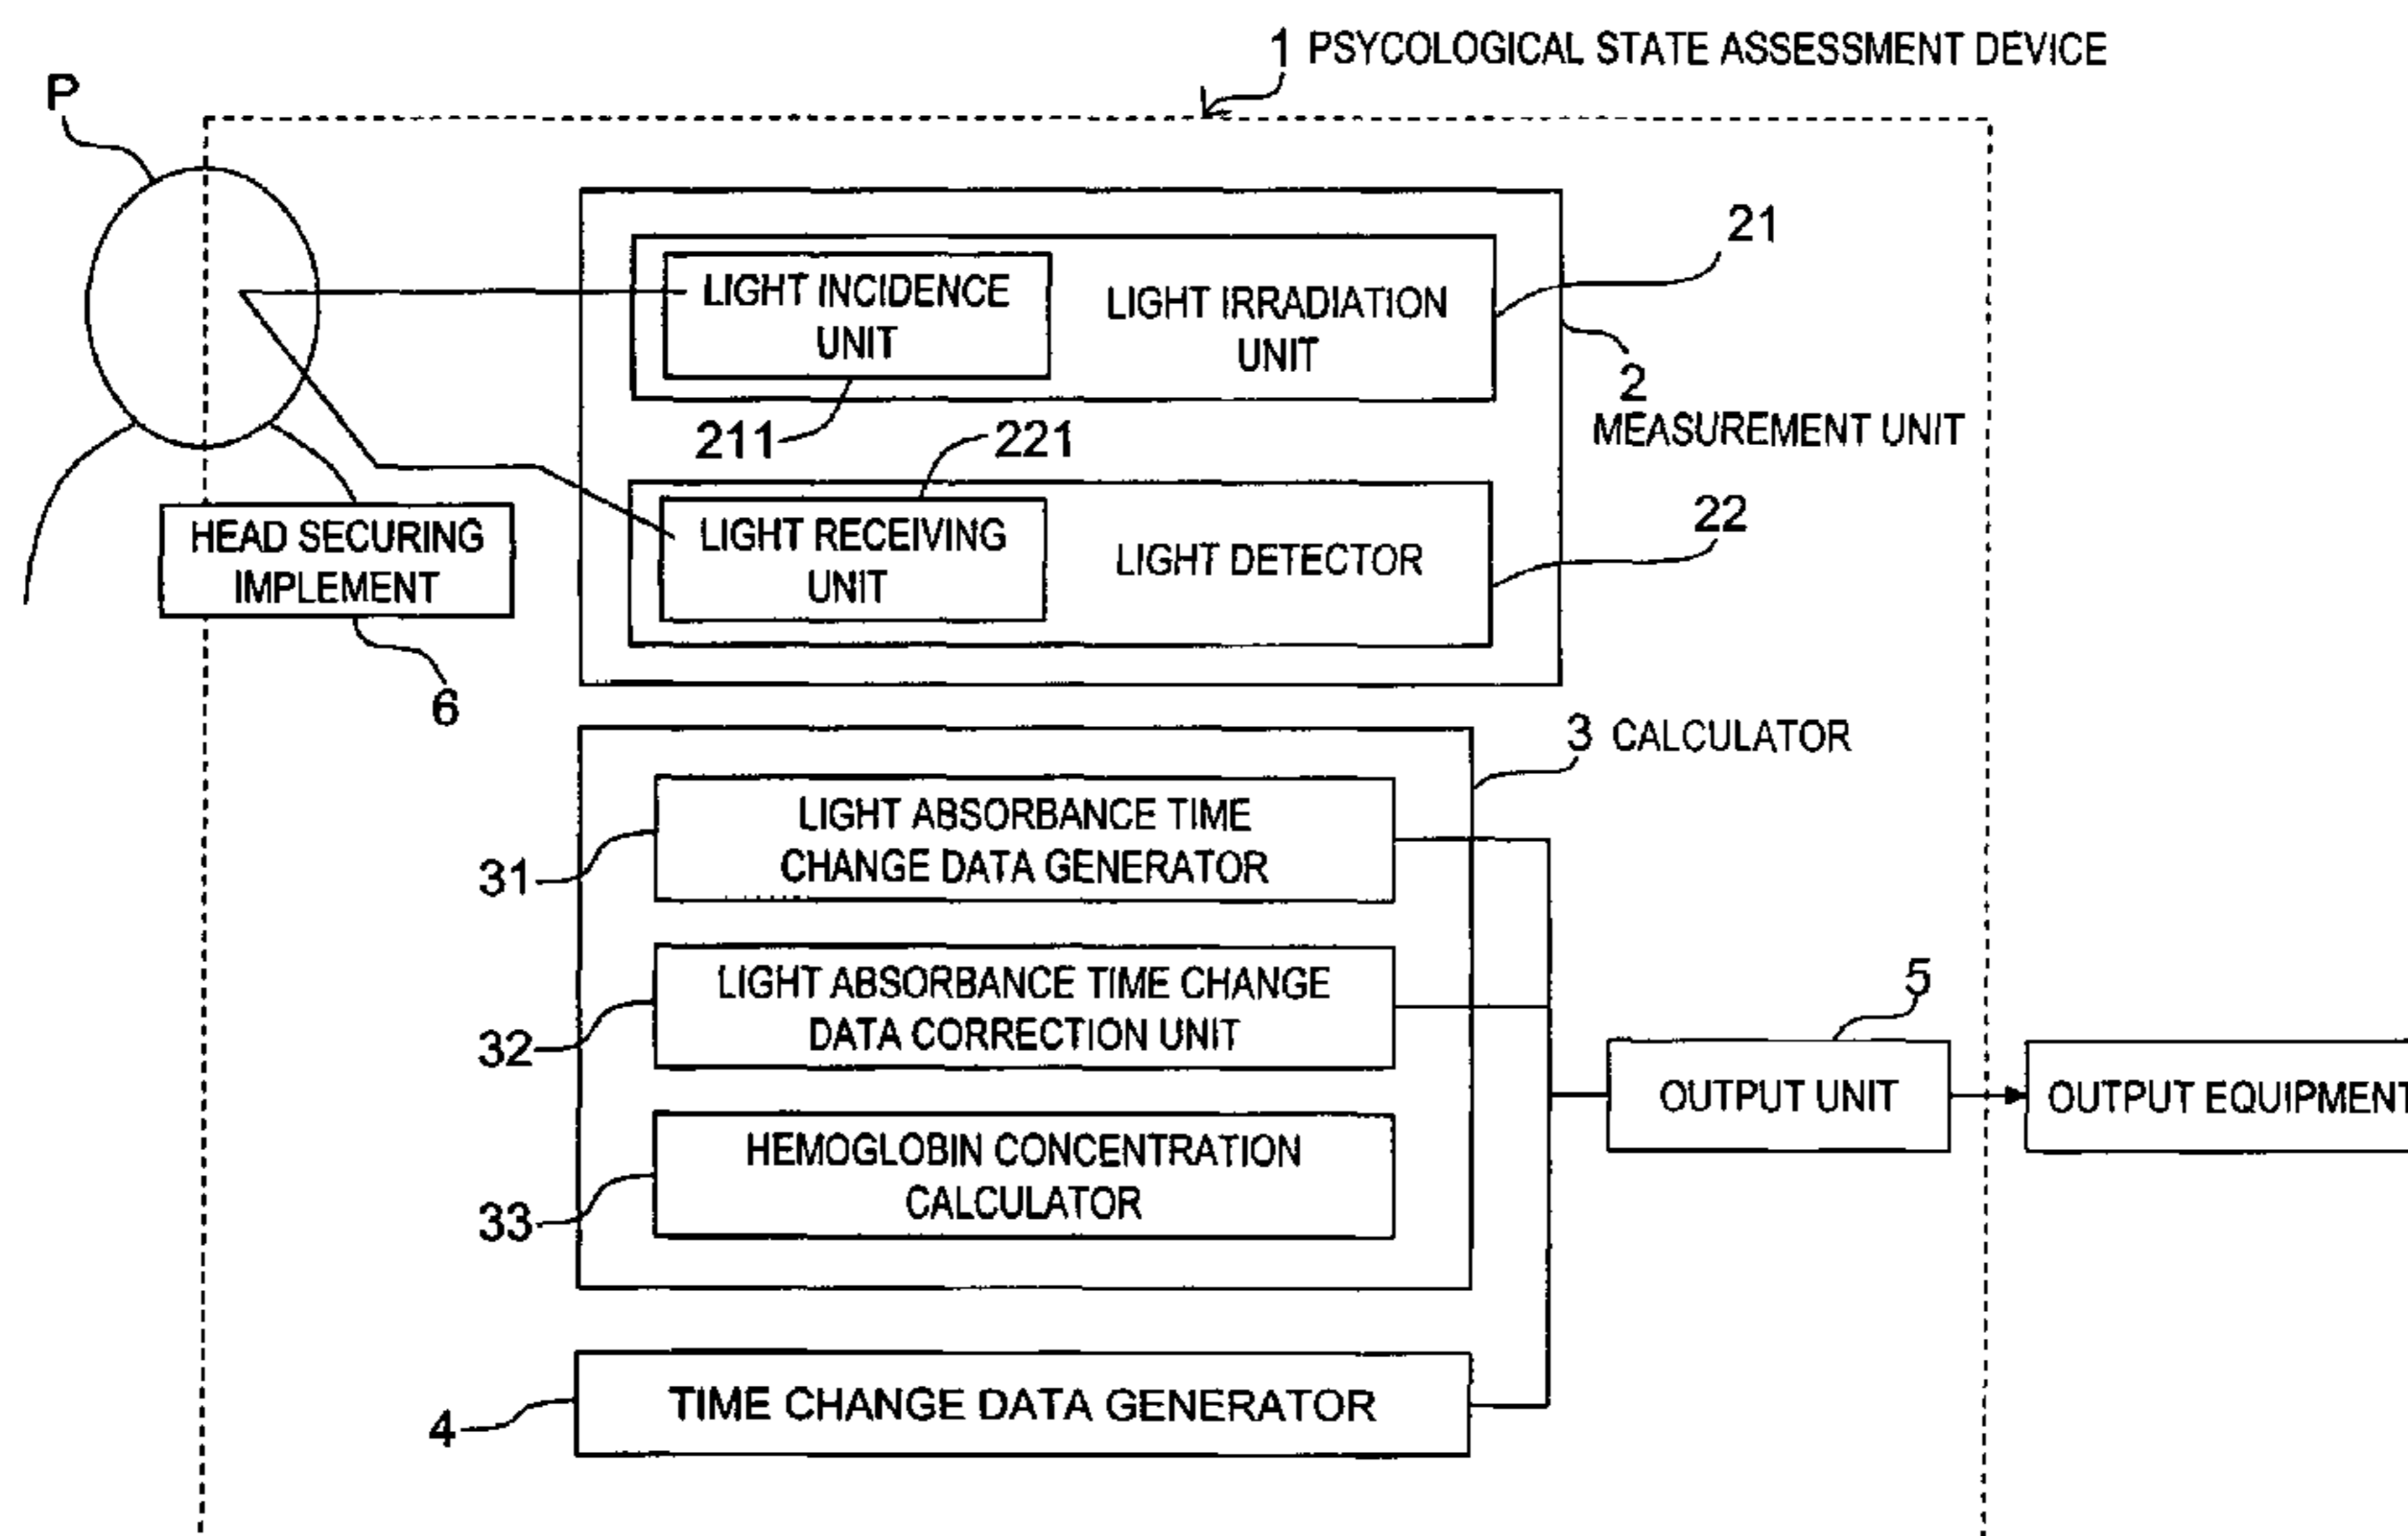 1 PSYCOLOGICAL STATE ASSESSMENT DEVICE
P
21
LIGHT INCIDENCE
UNIT
LIGHT IRRADIATION
UNIT
2
MEASUREMENT UNIT
211
221
22
HEAD SECURING
IMPLEMENT
LIGHT RECEIVING
UNIT
LIGHT DETECTOR
6
3 CALCULATOR
LIGHT ABSORBANCE TIME
CHANGE DATA GENERATOR
31
LIGHT ABSORBANCE TIME CHANGE
DATA CORRECTION UNIT
32
5
OUTPUT UNIT
OUTPUT EQUIPMENT
HEMOGLOBIN CONCENTRATION
CALCULATOR
33
TIME CHANGE DATA GENERATOR
4